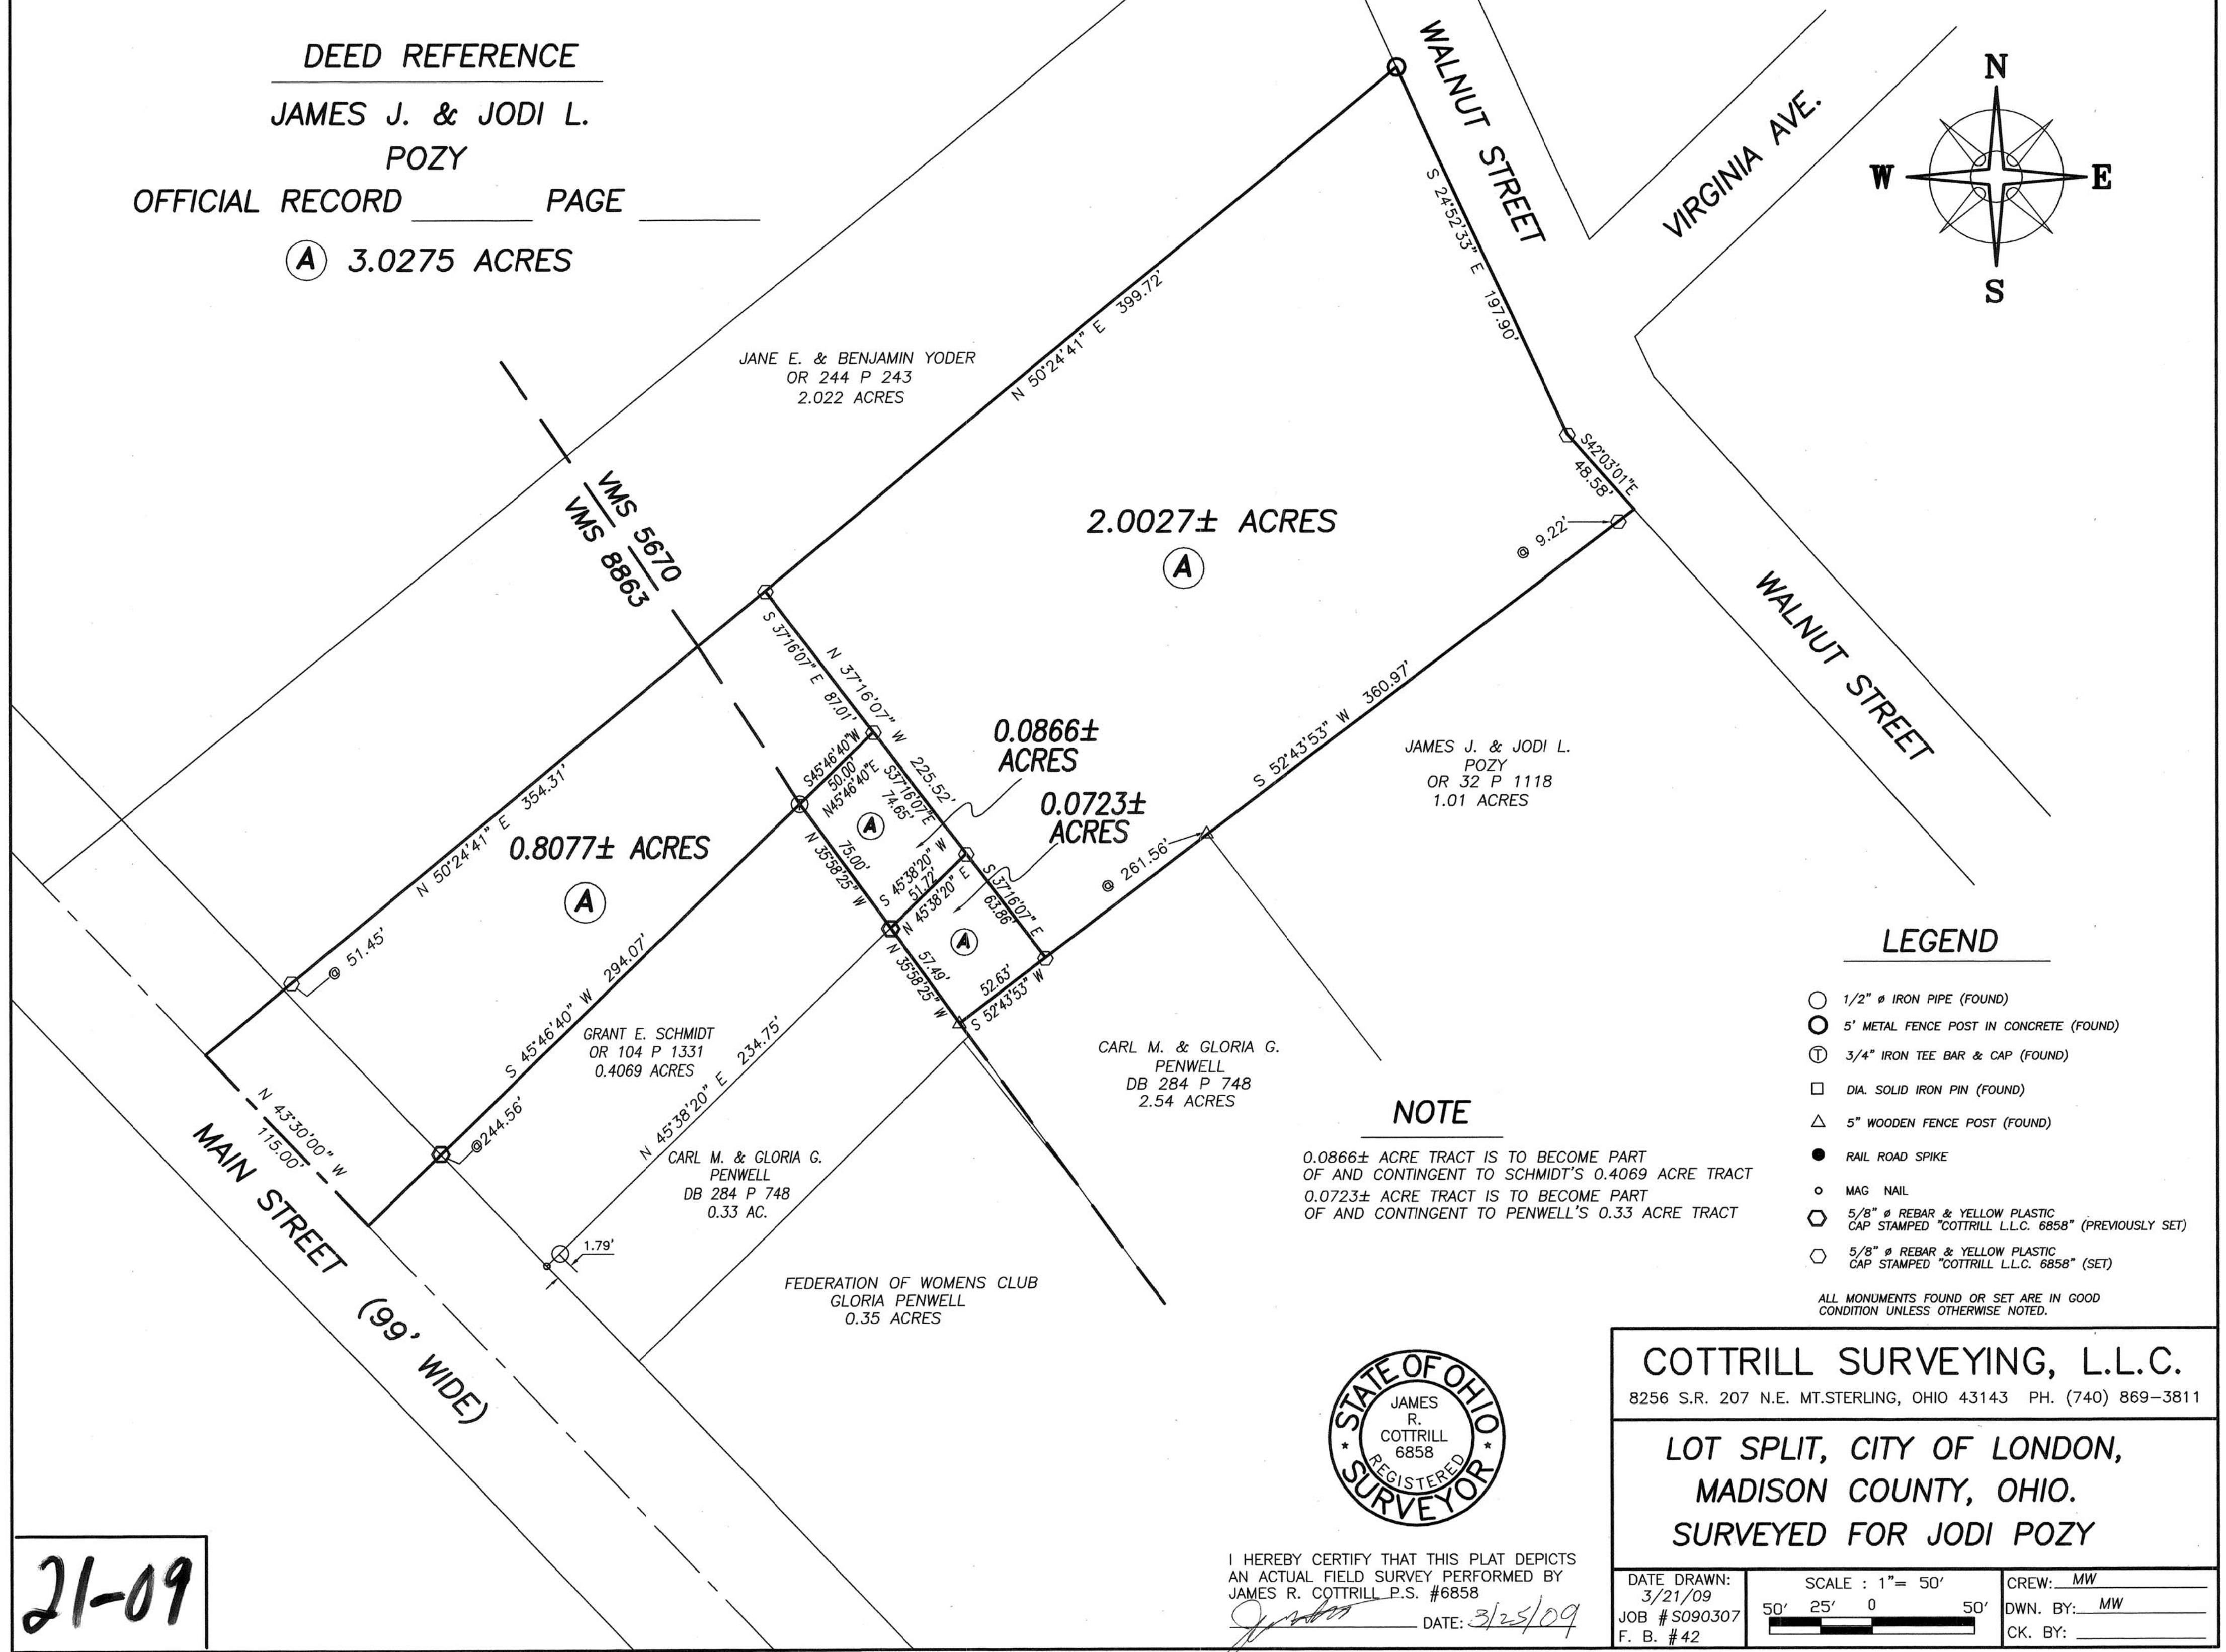 DEED REFERENCE
JAMES J. & JODI L.
POZY
OFFICIAL RECORD ________ PAGE ________
Ⓐ 3.0275 ACRES
WALNUT STREET
VIRGINIA AVE.
N
W
E
S
S 24°52'33" E 197.90'
N 50°24'41" E 399.72'
JANE E. & BENJAMIN YODER
OR 244 P 243
2.022 ACRES
S42°03'01"E
48.58'
@ 9.22'
VMS 5670
VMS 8863
2.0027± ACRES
Ⓐ
WALNUT STREET
S 37°16'07" E 87.01'
N 37°16'07" W 225.52'
S 52°43'53" W 360.97'
0.0866±
ACRES
0.0723±
ACRES
S45°46'40"W
50.00'
N45°46'40"E
S37°16'07"E
74.65'
Ⓐ
N 35°58'25" W
75.00'
S 45°38'20" W
51.72'
N 45°38'20" E
S 37°16'07" E
63.86'
Ⓐ
57.49'
N 35°58'25" W
52.63'
S 52°43'53" W
@ 261.56'
JAMES J. & JODI L.
POZY
OR 32 P 1118
1.01 ACRES
N 50°24'41" E 354.31'
0.8077± ACRES
Ⓐ
@ 51.45'
S 45°46'40" W 294.07'
@244.56'
GRANT E. SCHMIDT
OR 104 P 1331
0.4069 ACRES
N 45°38'20" E 234.75'
N 43°30'00" W
115.00'
MAIN STREET (99' WIDE)
CARL M. & GLORIA G.
PENWELL
DB 284 P 748
0.33 AC.
1.79'
CARL M. & GLORIA G.
PENWELL
DB 284 P 748
2.54 ACRES
FEDERATION OF WOMENS CLUB
GLORIA PENWELL
0.35 ACRES
NOTE
0.0866± ACRE TRACT IS TO BECOME PART
OF AND CONTINGENT TO SCHMIDT'S 0.4069 ACRE TRACT
0.0723± ACRE TRACT IS TO BECOME PART
OF AND CONTINGENT TO PENWELL'S 0.33 ACRE TRACT
LEGEND
1/2" ø IRON PIPE (FOUND)
5' METAL FENCE POST IN CONCRETE (FOUND)
Ⓣ 3/4" IRON TEE BAR & CAP (FOUND)
DIA. SOLID IRON PIN (FOUND)
5" WOODEN FENCE POST (FOUND)
RAIL ROAD SPIKE
MAG NAIL
5/8" ø REBAR & YELLOW PLASTIC
CAP STAMPED "COTTRILL L.L.C. 6858" (PREVIOUSLY SET)
5/8" ø REBAR & YELLOW PLASTIC
CAP STAMPED "COTTRILL L.L.C. 6858" (SET)
ALL MONUMENTS FOUND OR SET ARE IN GOOD
CONDITION UNLESS OTHERWISE NOTED.
STATE OF OHIO
JAMES
R.
COTTRILL
6858
REGISTERED
SURVEYOR
I HEREBY CERTIFY THAT THIS PLAT DEPICTS
AN ACTUAL FIELD SURVEY PERFORMED BY
JAMES R. COTTRILL P.S. #6858
DATE: 3/25/09
COTTRILL SURVEYING, L.L.C.
8256 S.R. 207 N.E. MT.STERLING, OHIO 43143 PH. (740) 869-3811
LOT SPLIT, CITY OF LONDON,
MADISON COUNTY, OHIO.
SURVEYED FOR JODI POZY
DATE DRAWN:
3/21/09
JOB #S090307
F. B. #42
SCALE : 1"= 50'
50' 25' 0 50'
CREW: MW
DWN. BY: MW
CK. BY:
21-09